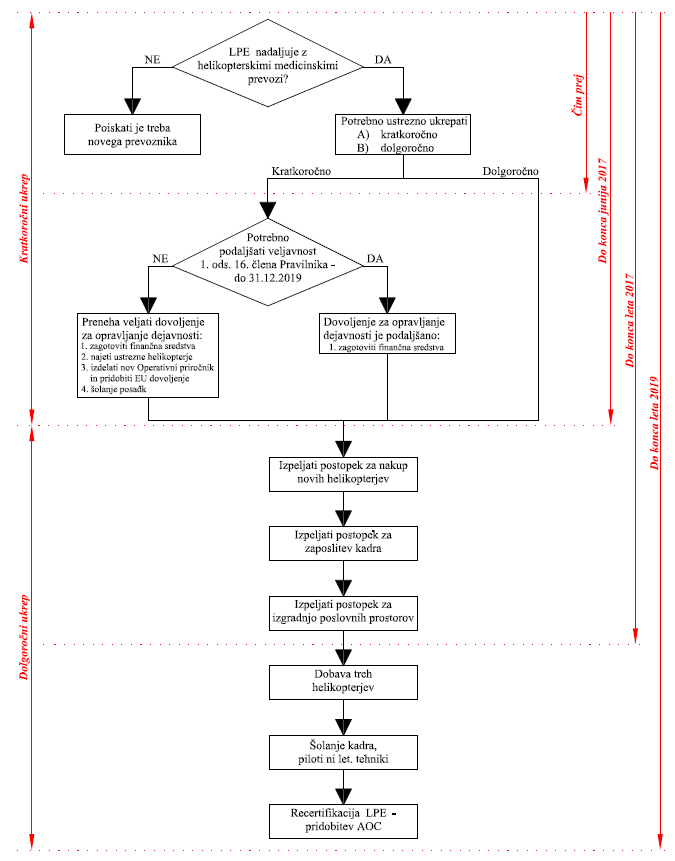 LPE nadaljuje z
helikopterskimi medicinskimi
prevozi?
NE
DA
Poiskati je treba
novega prevoznika
Potrebno ustrezno ukrepati
A) kratkoročno
B) dolgoročno
Kratkoročno
Dolgoročno
Potrebno
podaljšati veljavnost
1. ods. 16. člena Pravilnika -
do 31.12.2019
NE
DA
Preneha veljati dovoljenje
za opravljanje dejavnosti:
1. zagotoviti finančna sredstva
2. najeti ustrezne helikopterje
3. izdelati nov Operativni priročnik
in pridobiti EU dovoljenje
4. šolanje posadk
Dovoljenje za opravljanje
dejavnosti je podaljšano:
1. zagotoviti finančna sredstva
Izpeljati postopek za nakup
novih helikopterjev
Izpeljati postopek za
zaposlitev kadra
Izpeljati postopek za
izgradnjo poslovnih prostorov
Dobava treh
helikopterjev
Šolanje kadra,
piloti ni let. tehniki
Recertifikacija LPE -
pridobitev AOC
Kratkoročni ukrep
Dolgoročni ukrep
Čim prej
Do konca junija 2017
Do konca leta 2017
Do konca leta 2019